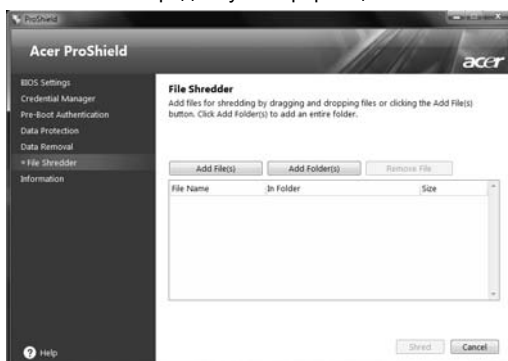 ProShield
Acer ProShield
acer
BIOS Settings
Credential Manager
Pre-Boot Authentication
Data Protection
Data Removal
File Shredder
Information
Help
File Shredder
Add files for shredding by dragging and dropping files or clicking the Add File(s)
button. Click Add Folder(s) to add an entire folder.
Add File(s) Add Folder(s) Remove File
File Name In Folder Size
Shred Cancel